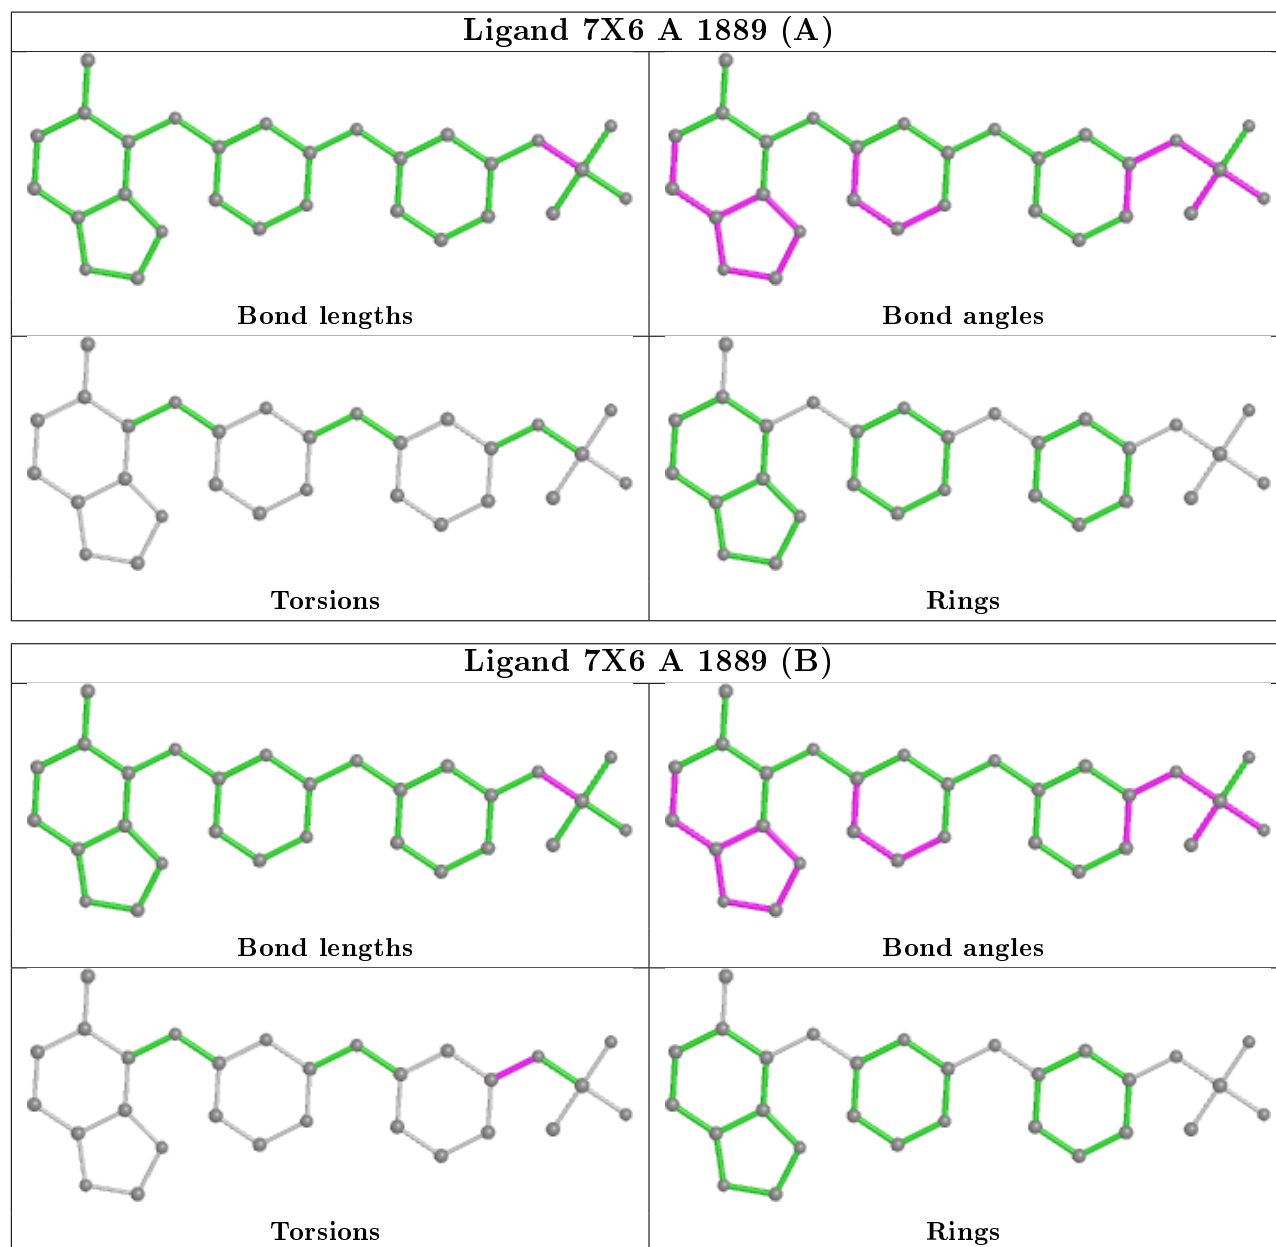 Ligand 7X6 A 1889 (A)
Bond lengths
Bond angles
Torsions
Rings
Ligand 7X6 A 1889 (B)
Bond lengths
Bond angles
Torsions
Rings